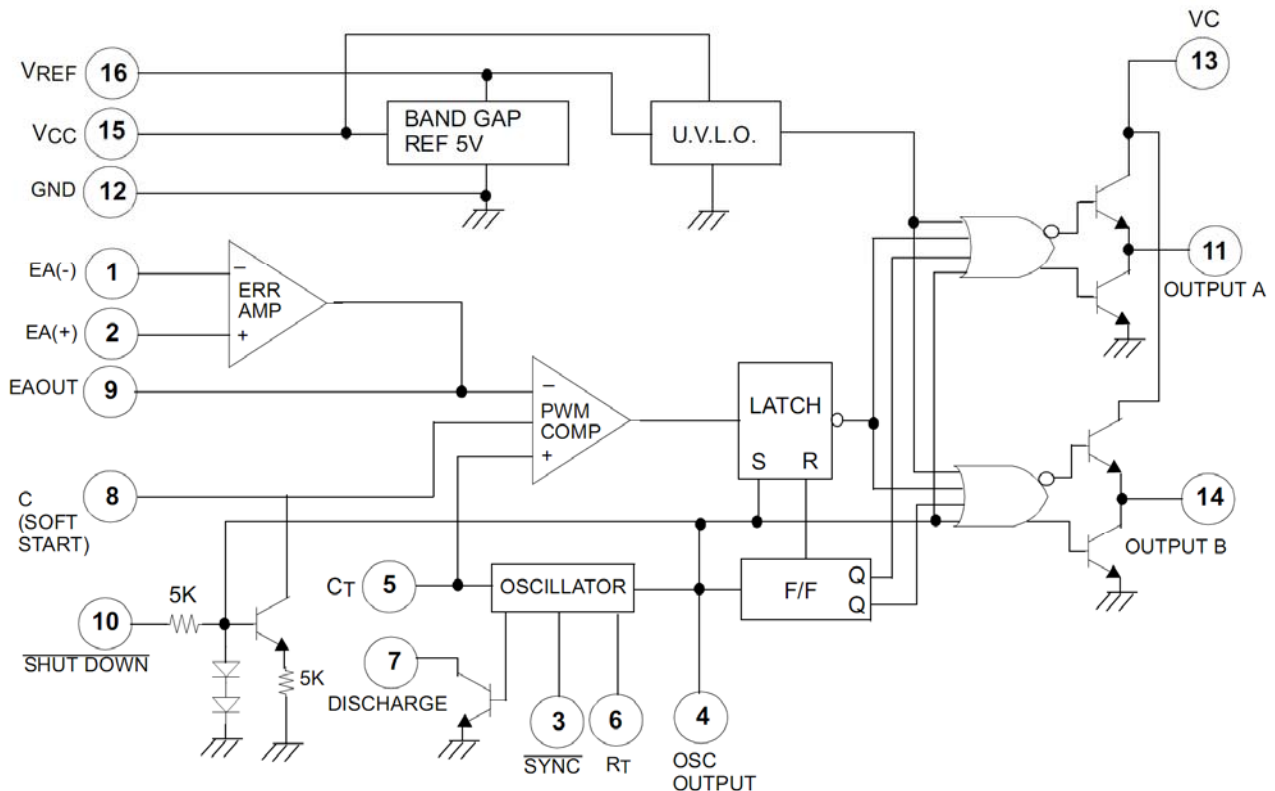 VC
VREF
16
13
VCC
15
BAND GAP
REF 5V
U.V.L.O.
GND
12
EA(-)
1
−
ERR
AMP
+
EA(+)
2
11
OUTPUT A
EAOUT
9
−
PWM
COMP
+
LATCH
S R
C
(SOFT
START)
8
14
OUTPUT B
CT
5
OSCILLATOR
F/F
Q
Q
10
5K
SHUT DOWN
5K
7
DISCHARGE
3
SYNC
6
RT
4
OSC
OUTPUT